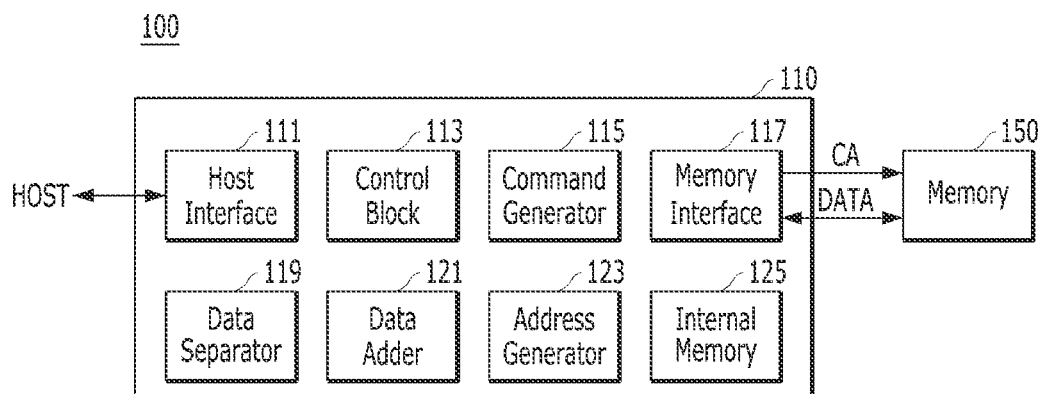 100
110
111
113
115
117
150
HOST
Host
Interface
Control
Block
Command
Generator
Memory
Interface
CA
DATA
Memory
119
121
123
125
Data
Separator
Data
Adder
Address
Generator
Internal
Memory